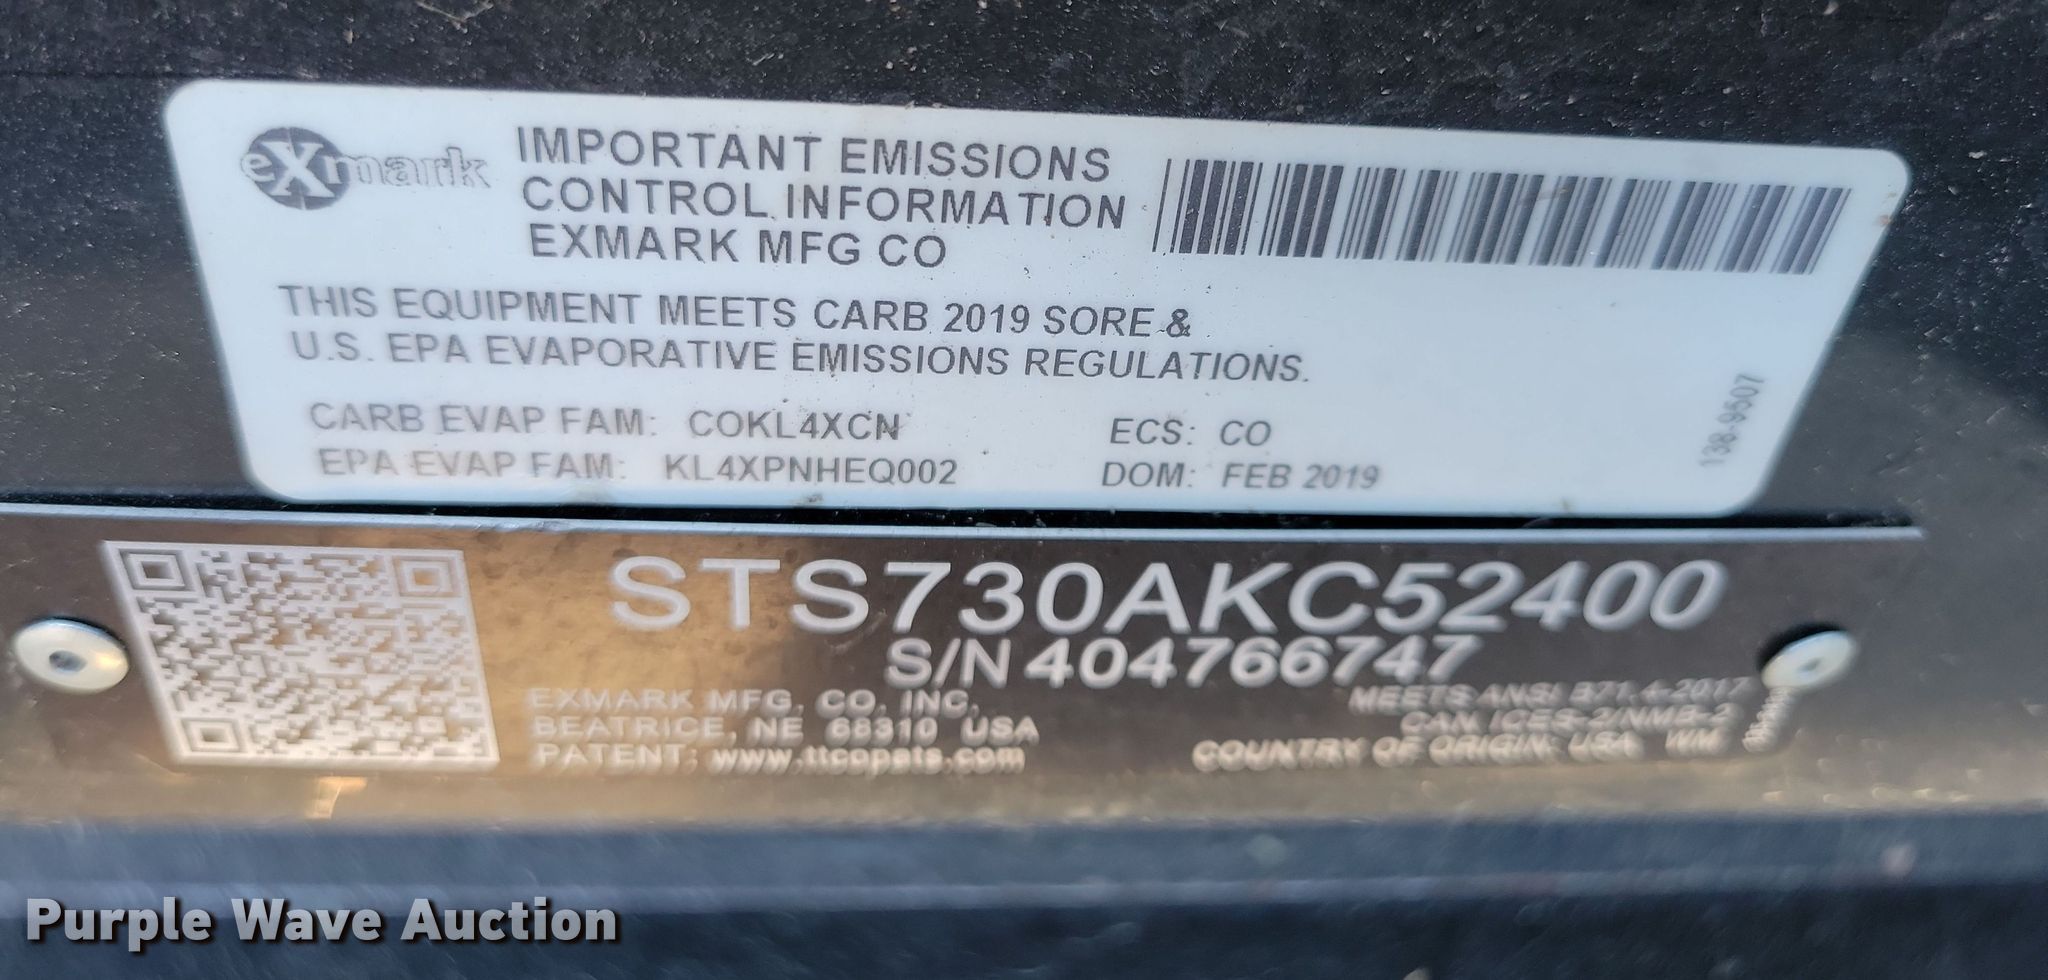 eXmark
IMPORTANT EMISSIONS
CONTROL INFORMATION
EXMARK MFG CO
THIS EQUIPMENT MEETS CARB 2019 SORE &
U.S. EPA EVAPORATIVE EMISSIONS REGULATIONS.
CARB EVAP FAM: COKL4XCN
ECS: CO
EPA EVAP FAM: KL4XPNHEQ002
DOM: FEB 2019
138-9507
STS730AKC52400
S/N 404766747
EXMARK MFG. CO. INC.
BEATRICE, NE 68310 USA
PATENT: www.ttcopats.com
MEETS ANSI B71.4-2017
CAN ICES-2/NMB-2
COUNTRY OF ORIGIN: USA WM
Purple Wave Auction